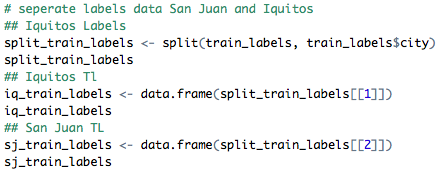 # seperate labels data San Juan and Iquitos
## Iquitos Labels
split_train_labels <- split(train_labels, train_labels$city)
split_train_labels
## Iquitos Tl
iq_train_labels <- data.frame(split_train_labels[[1]])
iq_train_labels
## San Juan TL
sj_train_labels <- data.frame(split_train_labels[[2]])
sj_train_labels